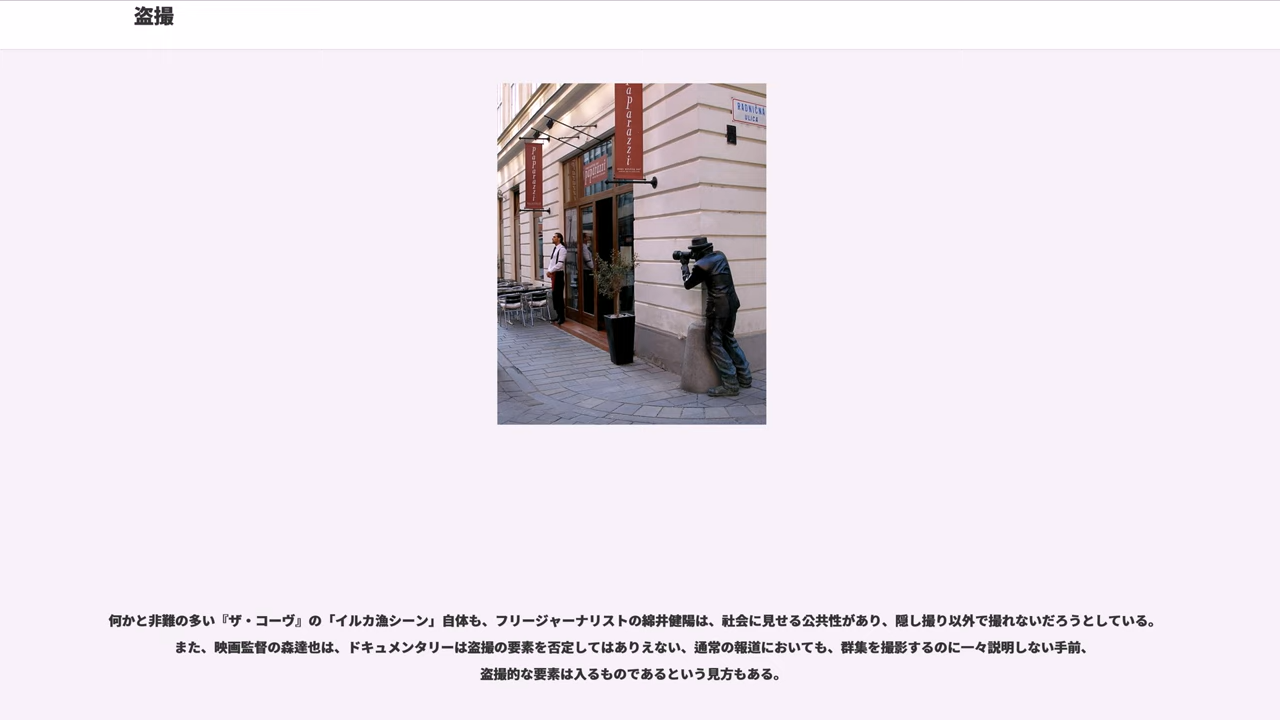 盗撮
aparazzi
paparazzi
paparazzi
RADNIČNÁ
ULICA
何かと非難の多い『ザ・コーヴ』の「イルカ漁シーン」自体も、フリージャーナリストの綿井健陽は、社会に見せる公共性があり、隠し撮り以外で撮れないだろうとしている。
また、映画監督の森達也は、ドキュメンタリーは盗撮の要素を否定してはありえない、通常の報道においても、群集を撮影するのに一々説明しない手前、
盗撮的な要素は入るものであるという見方もある。